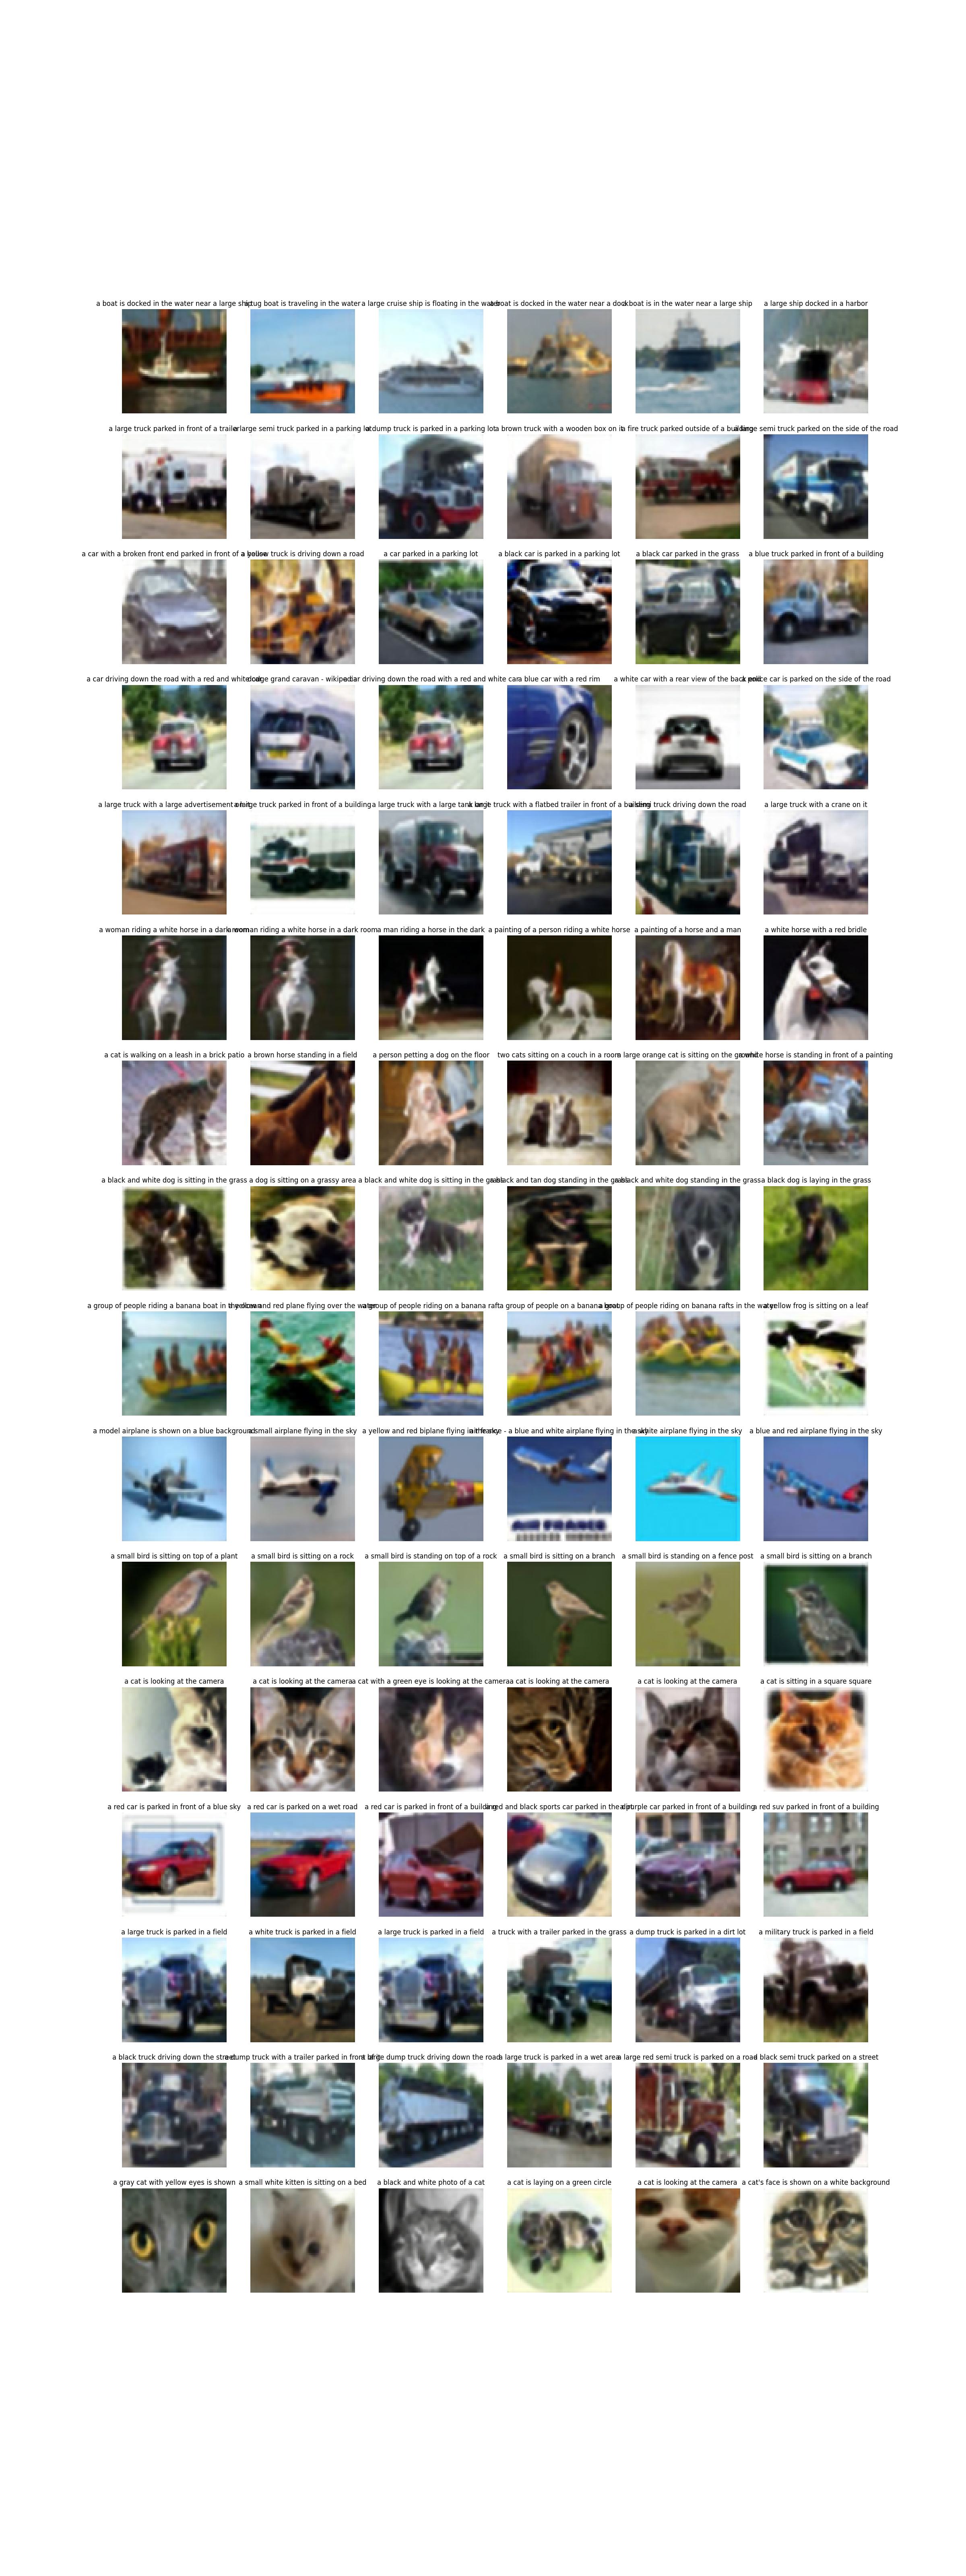 a boat is docked in the water near a large ship
a tug boat is traveling in the water
a large cruise ship is floating in the water
a boat is docked in the water near a dock
a boat is in the water near a large ship
a large ship docked in a harbor
a large truck parked in front of a trailer
a large semi truck parked in a parking lot
a dump truck is parked in a parking lot
a brown truck with a wooden box on it
a fire truck parked outside of a building
a large semi truck parked on the side of the road
a car with a broken front end parked in front of a house
a yellow truck is driving down a road
a car parked in a parking lot
a black car is parked in a parking lot
a black car parked in the grass
a blue truck parked in front of a building
a car driving down the road with a red and white
dodge grand caravan - wikipedia
a car driving down the road with a red and white car
a blue car with a red rim
a white car with a rear view of the back end
a police car is parked on the side of the road
a large truck with a large advertisement on it
a large truck parked in front of a building
a large truck with a large tank on it
a large truck with a flatbed trailer in front of a building
a semi truck driving down the road
a large truck with a crane on it
a woman riding a white horse in a dark room
a woman riding a white horse in a dark room
a man riding a horse in the dark
a painting of a person riding a white horse
a painting of a horse and a man
a white horse with a red bridle
a cat is walking on a leash in a brick patio
a brown horse standing in a field
a person petting a dog on the floor
two cats sitting on a couch in a room
a large orange cat is sitting on the ground
a white horse is standing in front of a painting
a black and white dog is sitting in the grass
a dog is sitting on a grassy area
a black and white dog is sitting in the grass
a black and tan dog standing in the grass
a black and white dog standing in the grass
a black dog is laying in the grass
a group of people riding a banana boat in the ocean
a yellow and red plane flying over the water
a group of people riding on a banana raft
a group of people on a banana boat
a group of people riding on banana rafts in the water
a yellow frog is sitting on a leaf
a model airplane is shown on a blue background
a small airplane flying in the sky
a yellow and red biplane flying in the sky
air france - a blue and white airplane flying in the sky
a white airplane flying in the sky
a blue and red airplane flying in the sky
AIR FRANCE
a small bird is sitting on top of a plant
a small bird is sitting on a rock
a small bird is standing on top of a rock
a small bird is sitting on a branch
a small bird is standing on a fence post
a small bird is sitting on a branch
a cat is looking at the camera
a cat is looking at the camera
a cat with a green eye is looking at the camera
a cat is looking at the camera
a cat is looking at the camera
a cat is sitting in a square square
a red car is parked in front of a blue sky
a red car is parked on a wet road
a red car is parked in front of a building
a red and black sports car parked in the dirt
a purple car parked in front of a building
a red suv parked in front of a building
a large truck is parked in a field
a white truck is parked in a field
a large truck is parked in a field
a truck with a trailer parked in the grass
a dump truck is parked in a dirt lot
a military truck is parked in a field
a black truck driving down the street
a dump truck with a trailer parked in front of it
a large dump truck driving down the road
a large truck is parked in a wet area
a large red semi truck is parked on a road
a black semi truck parked on a street
a gray cat with yellow eyes is shown
a small white kitten is sitting on a bed
a black and white photo of a cat
a cat is laying on a green circle
a cat is looking at the camera
a cat's face is shown on a white background